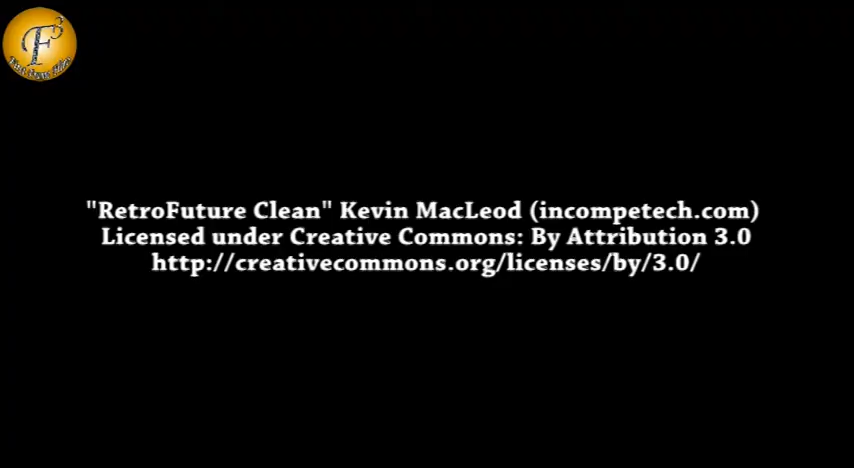 F3
"RetroFuture Clean" Kevin MacLeod (incompetech.com)
Licensed under Creative Commons: By Attribution 3.0
http://creativecommons.org/licenses/by/3.0/